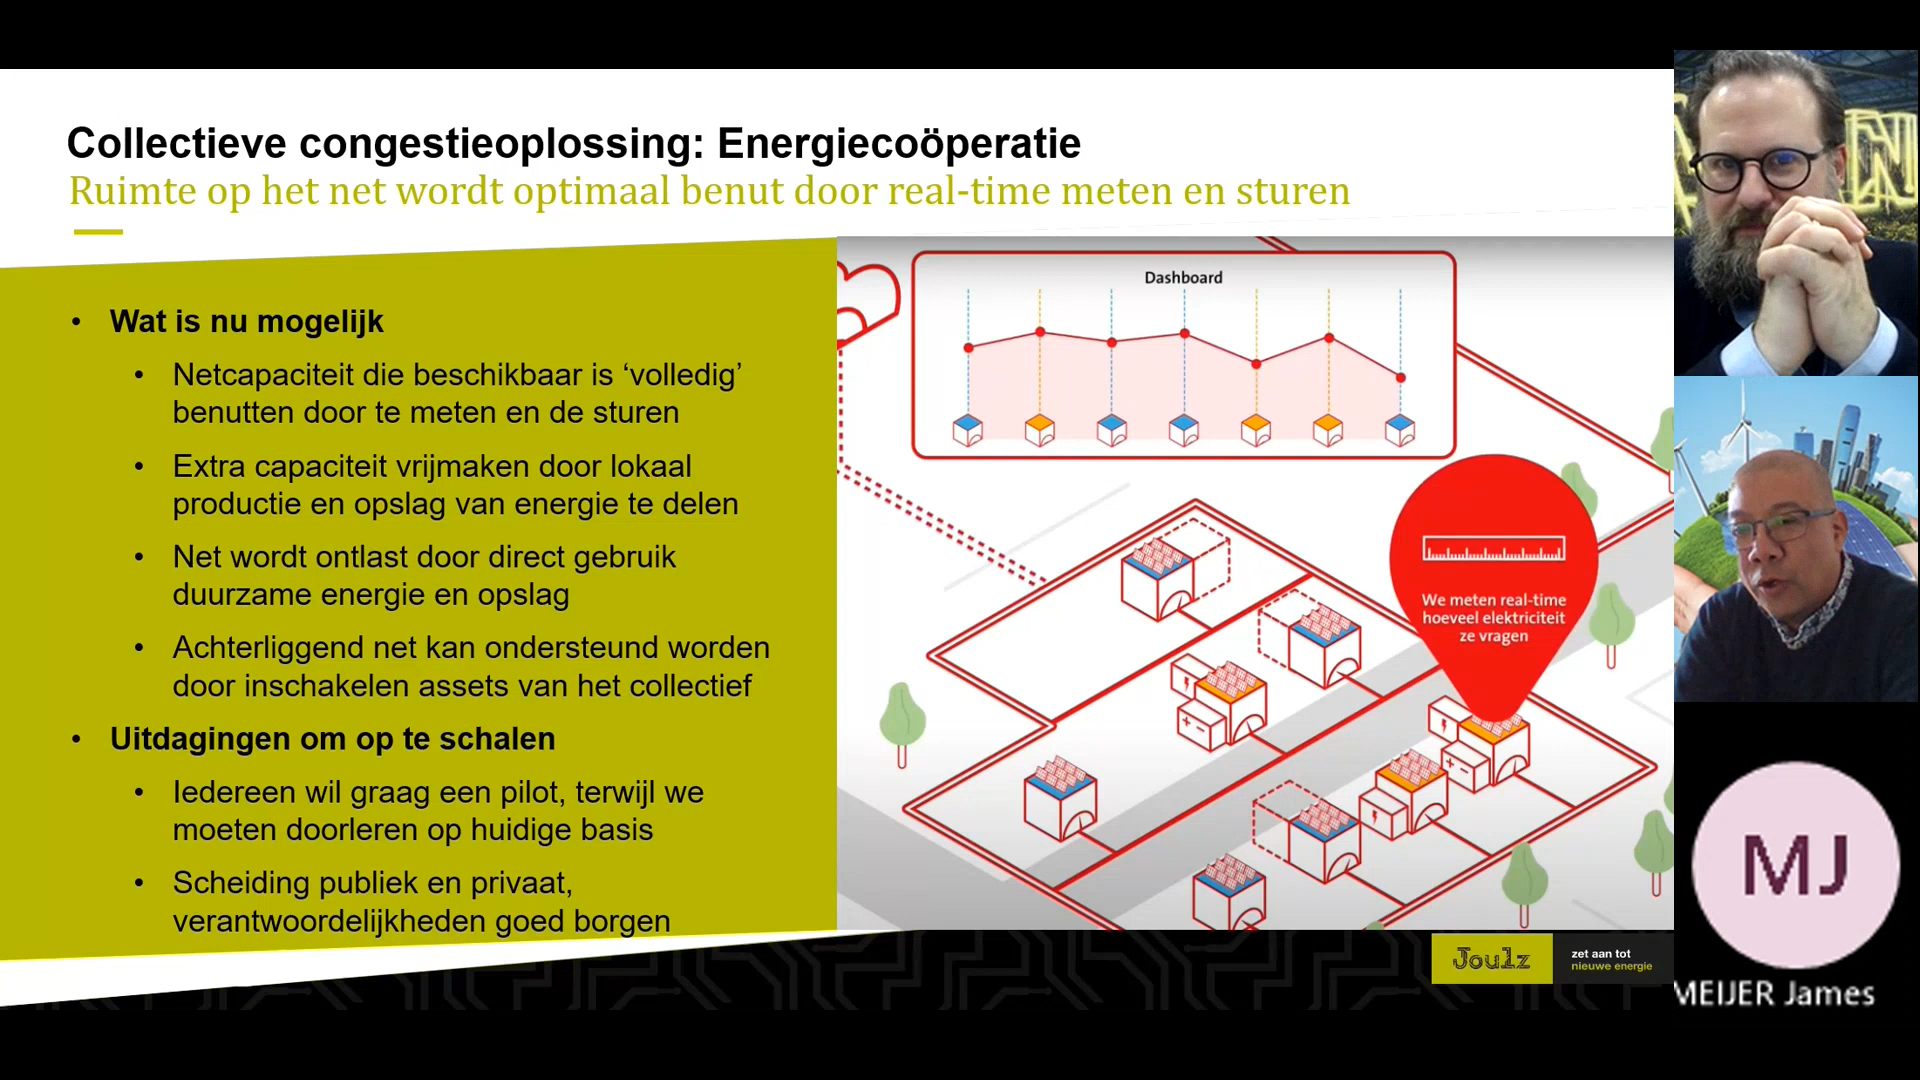 Collectieve congestieoplossing: Energiecoöperatie
Ruimte op het net wordt optimaal benut door real-time meten en sturen
• Wat is nu mogelijk
• Netcapaciteit die beschikbaar is ‘volledig’
benutten door te meten en de sturen
• Extra capaciteit vrijmaken door lokaal
productie en opslag van energie te delen
• Net wordt ontlast door direct gebruik
duurzame energie en opslag
• Achterliggend net kan ondersteund worden
door inschakelen assets van het collectief
• Uitdagingen om op te schalen
• Iedereen wil graag een pilot, terwijl we
moeten doorleren op huidige basis
• Scheiding publiek en privaat,
verantwoordelijkheden goed borgen
Dashboard
We meten real-time
hoeveel elektriciteit
ze vragen
Joulz
zet aan tot
nieuwe energie
MJ
MEIJER James